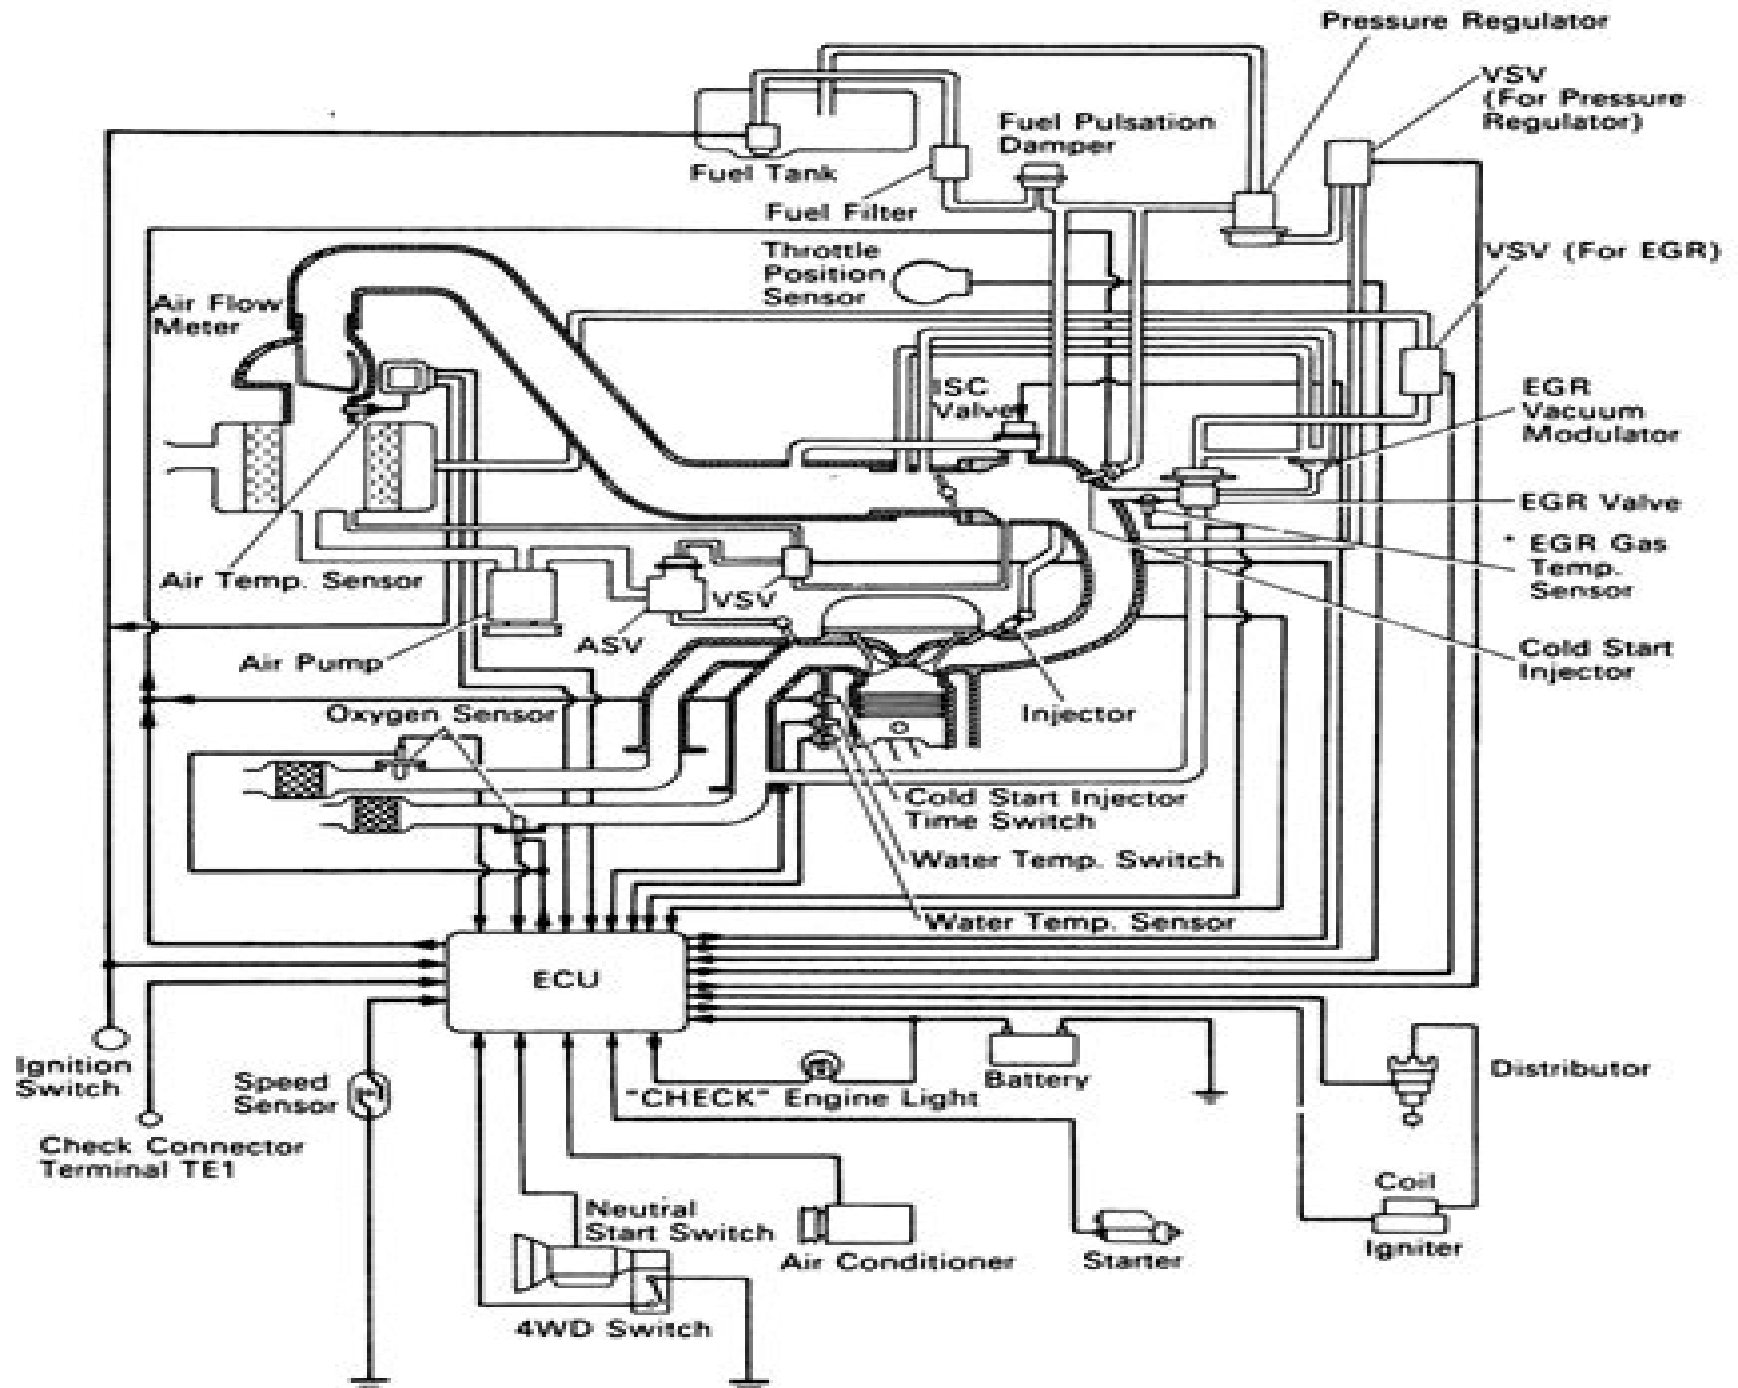 Pressure Regulator
VSV
(For Pressure
Regulator)
Fuel Pulsation
Damper
Fuel Tank
Fuel Filter
Throttle
Position
Sensor
VSV (For EGR)
Air Flow
Meter
ISC
Valve
EGR
Vacuum
Modulator
EGR Valve
* EGR Gas
Temp.
Sensor
Air Temp. Sensor
VSV
ASV
Air Pump
Cold Start
Injector
Oxygen Sensor
Injector
Cold Start Injector
Time Switch
Water Temp. Switch
Water Temp. Sensor
ECU
Ignition
Switch
Speed
Sensor
Battery
"CHECK" Engine Light
Distributor
Check Connector
Terminal TE1
Coil
Neutral
Start Switch
Air Conditioner
Starter
Igniter
4WD Switch